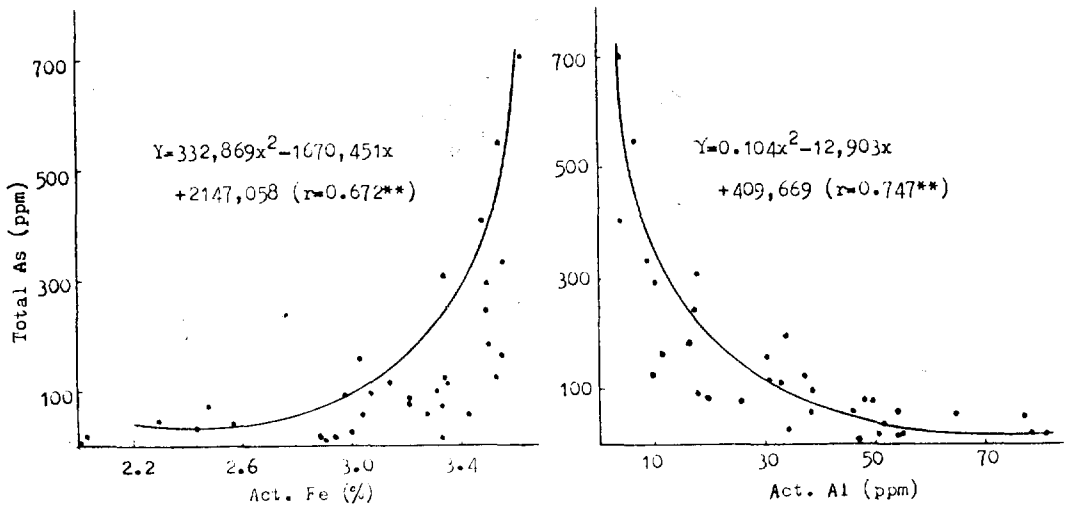 Total As (ppm)
700
500
300
100
Y=332,869x²-1670,451x
+2147,058 (r=0.672**)
2.2 2.6 3.0 3.4
Act. Fe (%)
700
500
300
100
Y=0.104x²-12,903x
+409,669 (r=0.747**)
10 30 50 70
Act. Al (ppm)